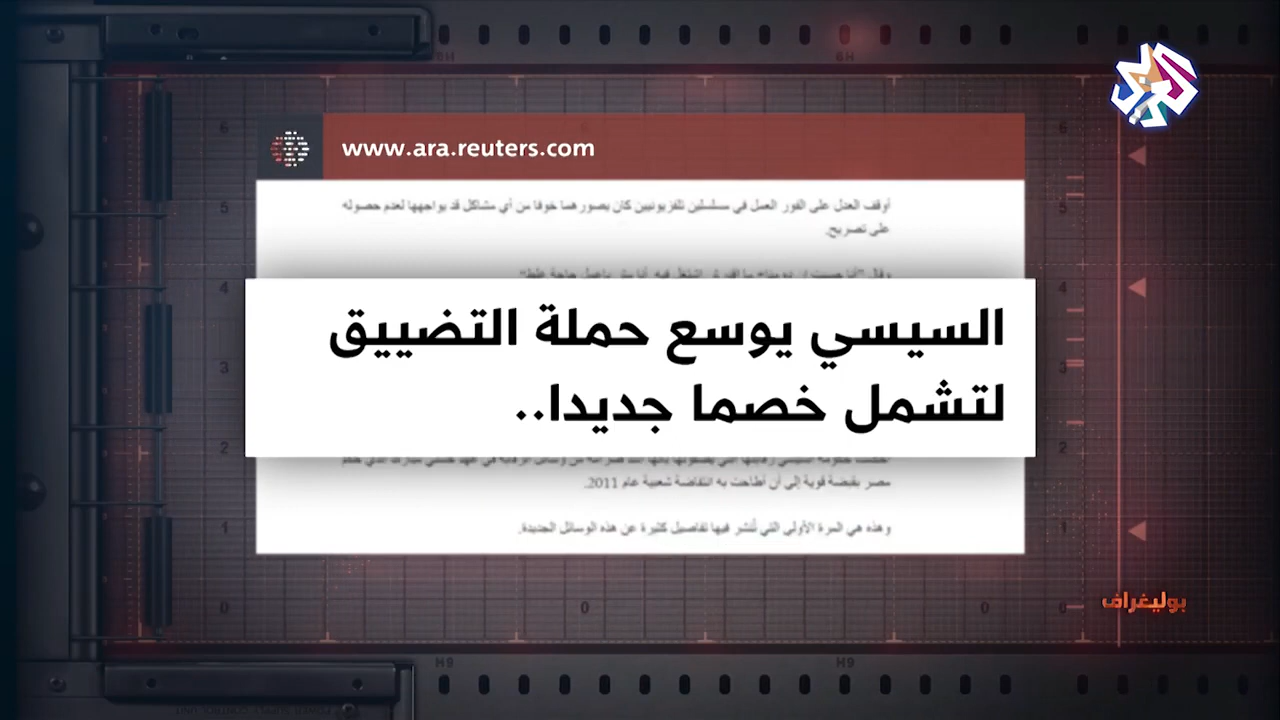 www.ara.reuters.com
أوقف العدل على الفور العمل في مسلسلين تلفزيونيين كان يصورهما خوفا من أي مشاكل قد يواجهها لعدم حصوله
على تصريح.
السيسي يوسع حملة التضييق
لتشمل خصما جديدا..
مصر بقبضة قوية إلى أن أطاحت به انتفاضة شعبية عام 2011.
وهذه هي المرة الأولى التي تُنشر فيها تفاصيل كثيرة عن هذه الوسائل الجديدة.
بوليغراف